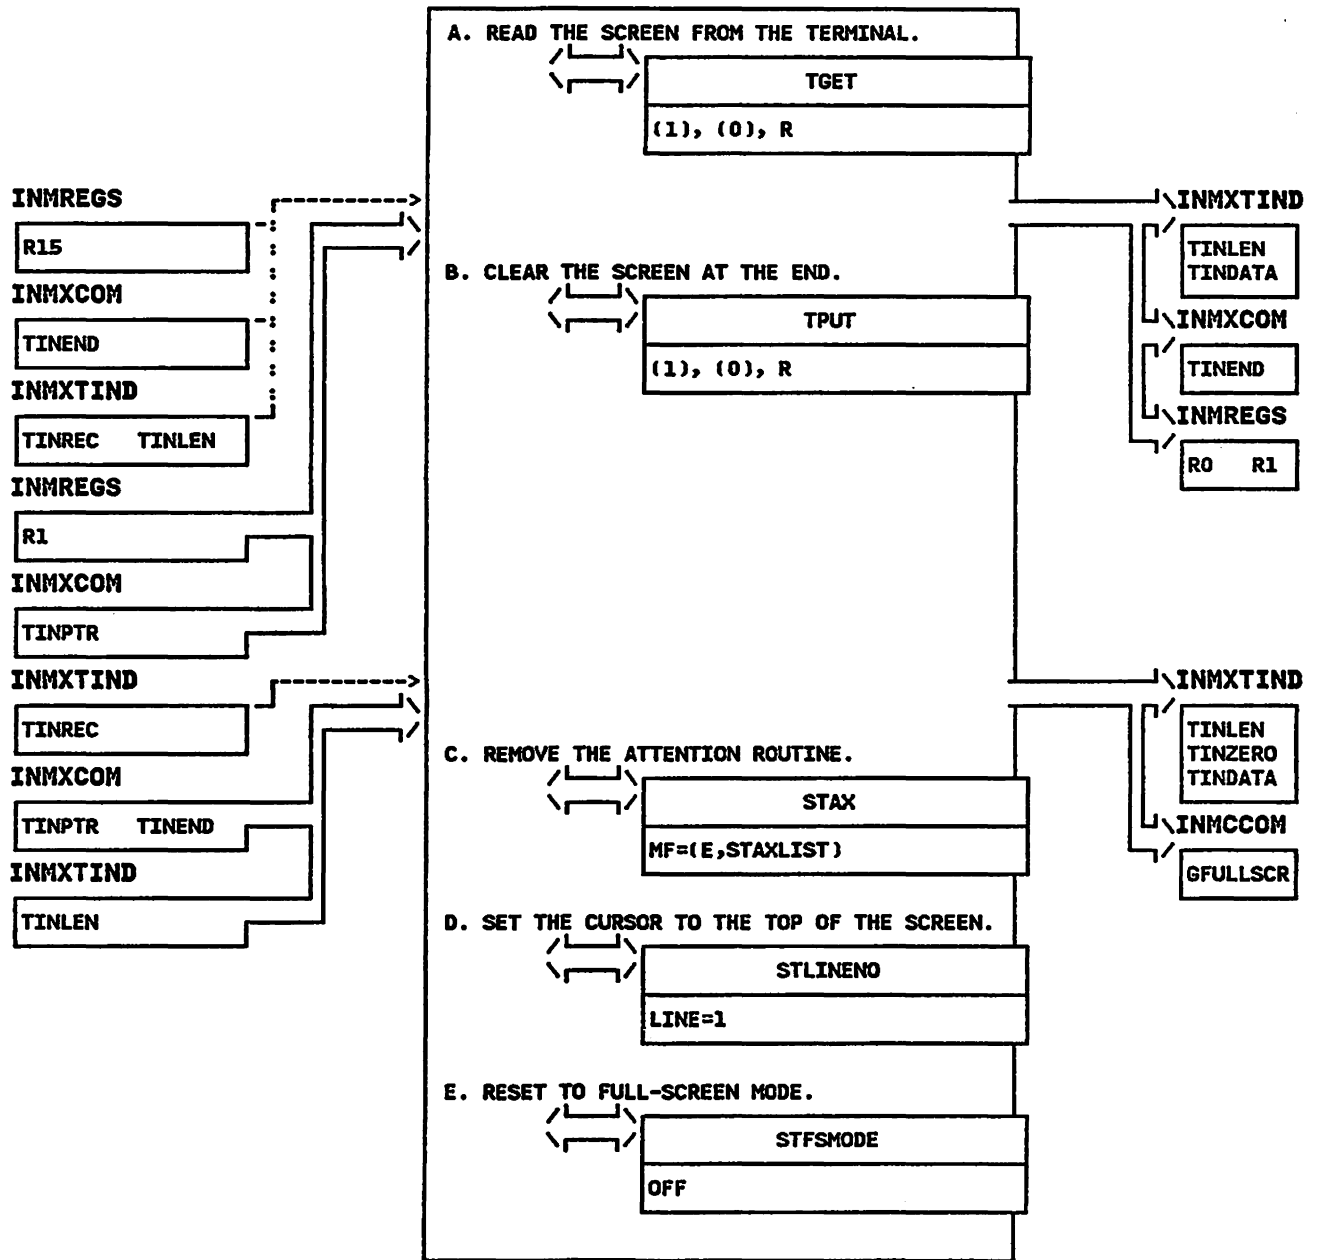 A. READ THE SCREEN FROM THE TERMINAL.
TGET
(1), (0), R
INMREGS
R15
INMXCOM
TINEND
INMXTIND
TINREC TINLEN
INMREGS
R1
INMXCOM
TINPTR
INMXTIND
TINLEN
TINDATA
INMXCOM
TINEND
INMREGS
R0 R1
B. CLEAR THE SCREEN AT THE END.
TPUT
(1), (0), R
INMXTIND
TINREC
INMXCOM
TINPTR TINEND
INMXTIND
TINLEN
INMXTIND
TINLEN
TINZERO
TINDATA
INMCCOM
GFULLSCR
C. REMOVE THE ATTENTION ROUTINE.
STAX
MF=(E,STAXLIST)
D. SET THE CURSOR TO THE TOP OF THE SCREEN.
STLINENO
LINE=1
E. RESET TO FULL-SCREEN MODE.
STFSMODE
OFF